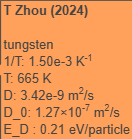 T Zhou (2024)
tungsten
1/T: 1.50e-3 K⁻¹
T: 665 K
D: 3.42e-9 m²/s
D_0: 1.27×10⁻⁷ m²/s
E_D : 0.21 eV/particle